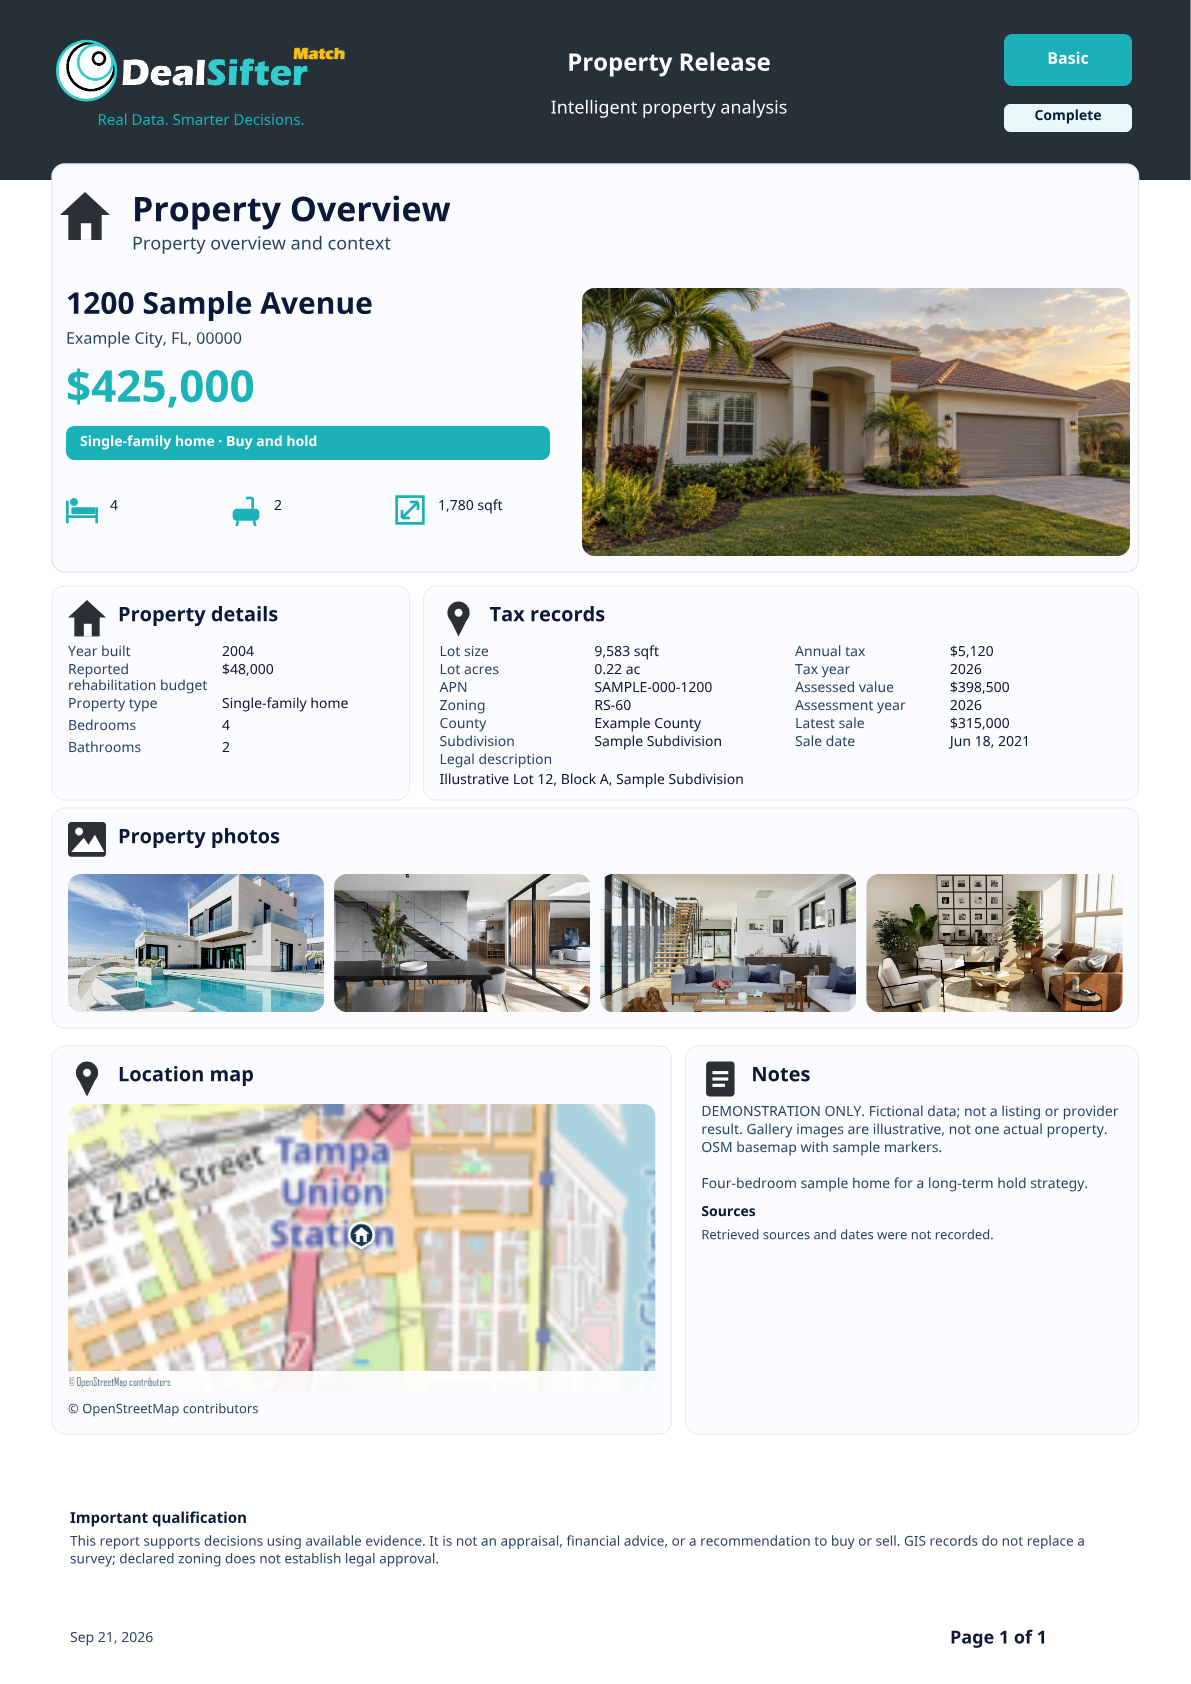 DealSifter Match
Real Data. Smarter Decisions.
Property Release
Intelligent property analysis
Basic
Complete
Property Overview
Property overview and context
1200 Sample Avenue
Example City, FL, 00000
$425,000
Single-family home · Buy and hold
4
2
1,780 sqft
Property details
Year built 2004
Reported $48,000
rehabilitation budget
Property type Single-family home
Bedrooms 4
Bathrooms 2
Tax records
Lot size 9,583 sqft Annual tax $5,120
Lot acres 0.22 ac Tax year 2026
APN SAMPLE-000-1200 Assessed value $398,500
Zoning RS-60 Assessment year 2026
County Example County Latest sale $315,000
Subdivision Sample Subdivision Sale date Jun 18, 2021
Legal description
Illustrative Lot 12, Block A, Sample Subdivision
Property photos
Location map
ast Zack Street
Tampa
Union
Station
© OpenStreetMap contributors
© OpenStreetMap contributors
Notes
DEMONSTRATION ONLY. Fictional data; not a listing or provider
result. Gallery images are illustrative, not one actual property.
OSM basemap with sample markers.
Four-bedroom sample home for a long-term hold strategy.
Sources
Retrieved sources and dates were not recorded.
Important qualification
This report supports decisions using available evidence. It is not an appraisal, financial advice, or a recommendation to buy or sell. GIS records do not replace a
survey; declared zoning does not establish legal approval.
Sep 21, 2026
Page 1 of 1